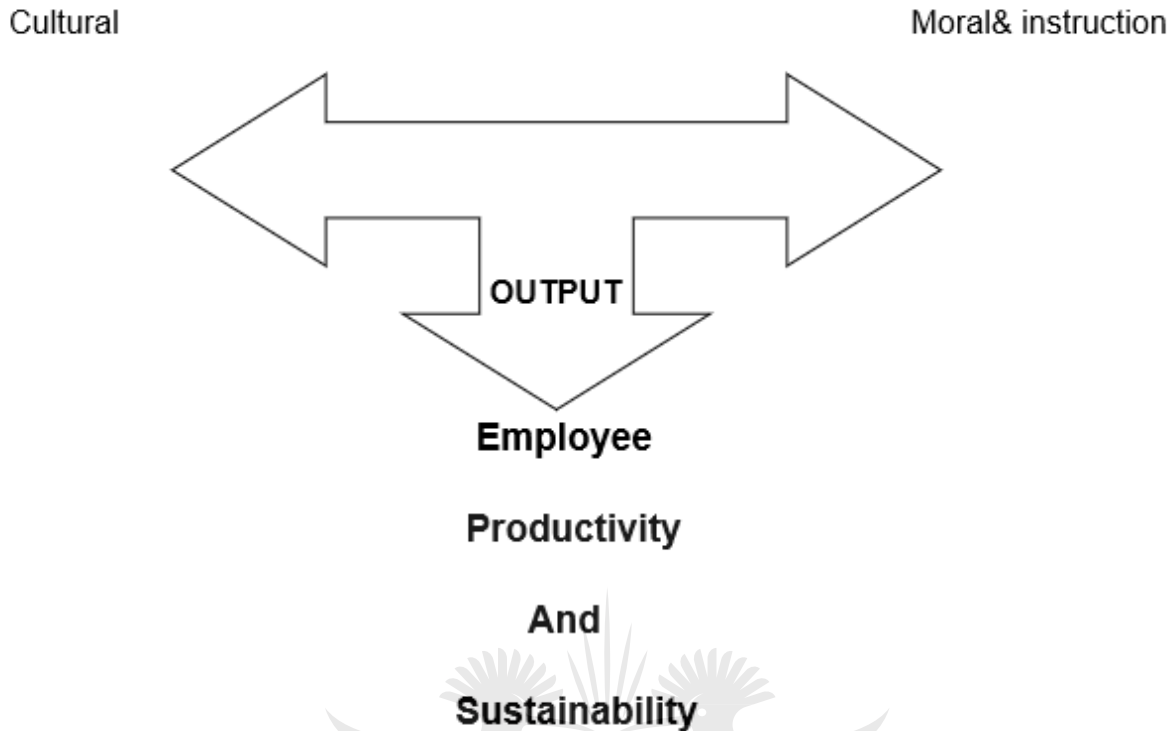 Cultural
Moral& instruction
OUTPUT
Employee
Productivity
And
Sustainability